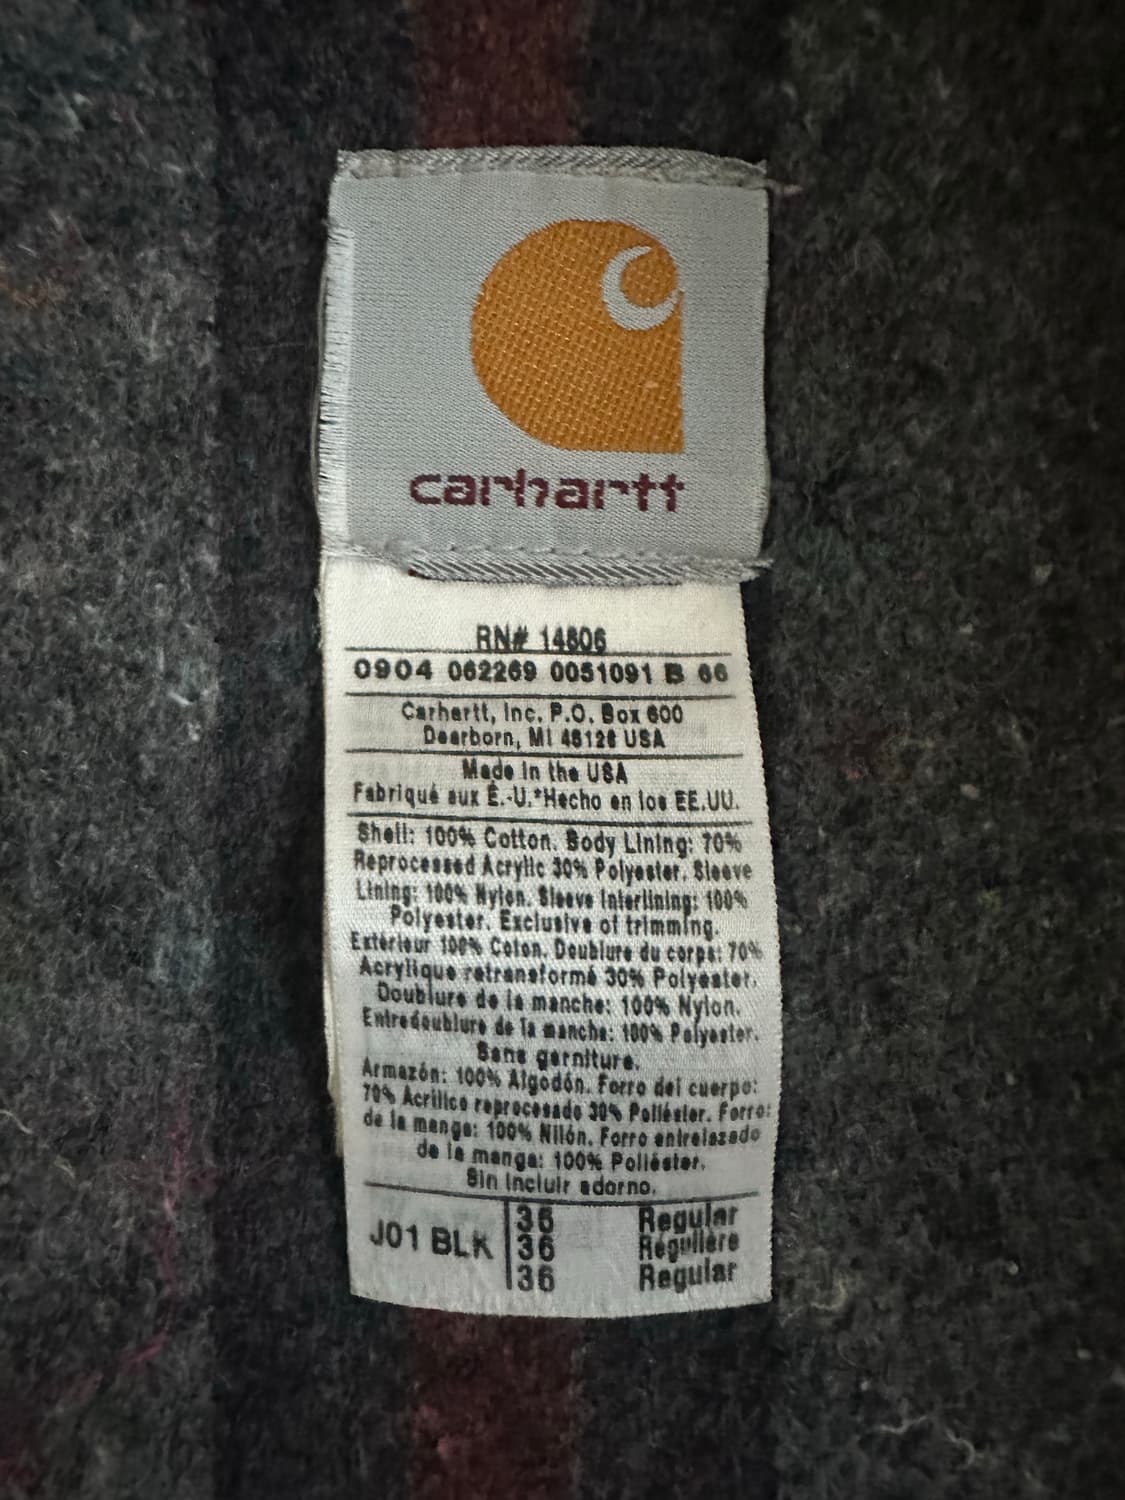 carhartt
RN# 14806
0904 062269 0051091 B 66
Carhartt, Inc. P.O. Box 600
Dearborn, MI 48126 USA
Made in the USA
Fabriqué aux É.-U.*Hecho en los EE.UU.
Shell: 100% Cotton. Body Lining: 70%
Reprocessed Acrylic 30% Polyester. Sleeve
Lining: 100% Nylon. Sleeve Interlining: 100%
Polyester. Exclusive of trimming.
Extérieur 100% Coton. Doublure du corps: 70%
Acrylique retransformé 30% Polyester.
Doublure de la manche: 100% Nylon.
Entredoublure de la manche: 100% Polyester.
Sans garniture.
Armazón: 100% Algodón. Forro del cuerpo:
70% Acrílico reprocesado 30% Poliéster. Forro:
de la manga: 100% Nilón. Forro entrelazado
de la manga: 100% Poliéster.
Sin incluir adorno.
J01 BLK 36 Regular
36 Régulière
36 Regular